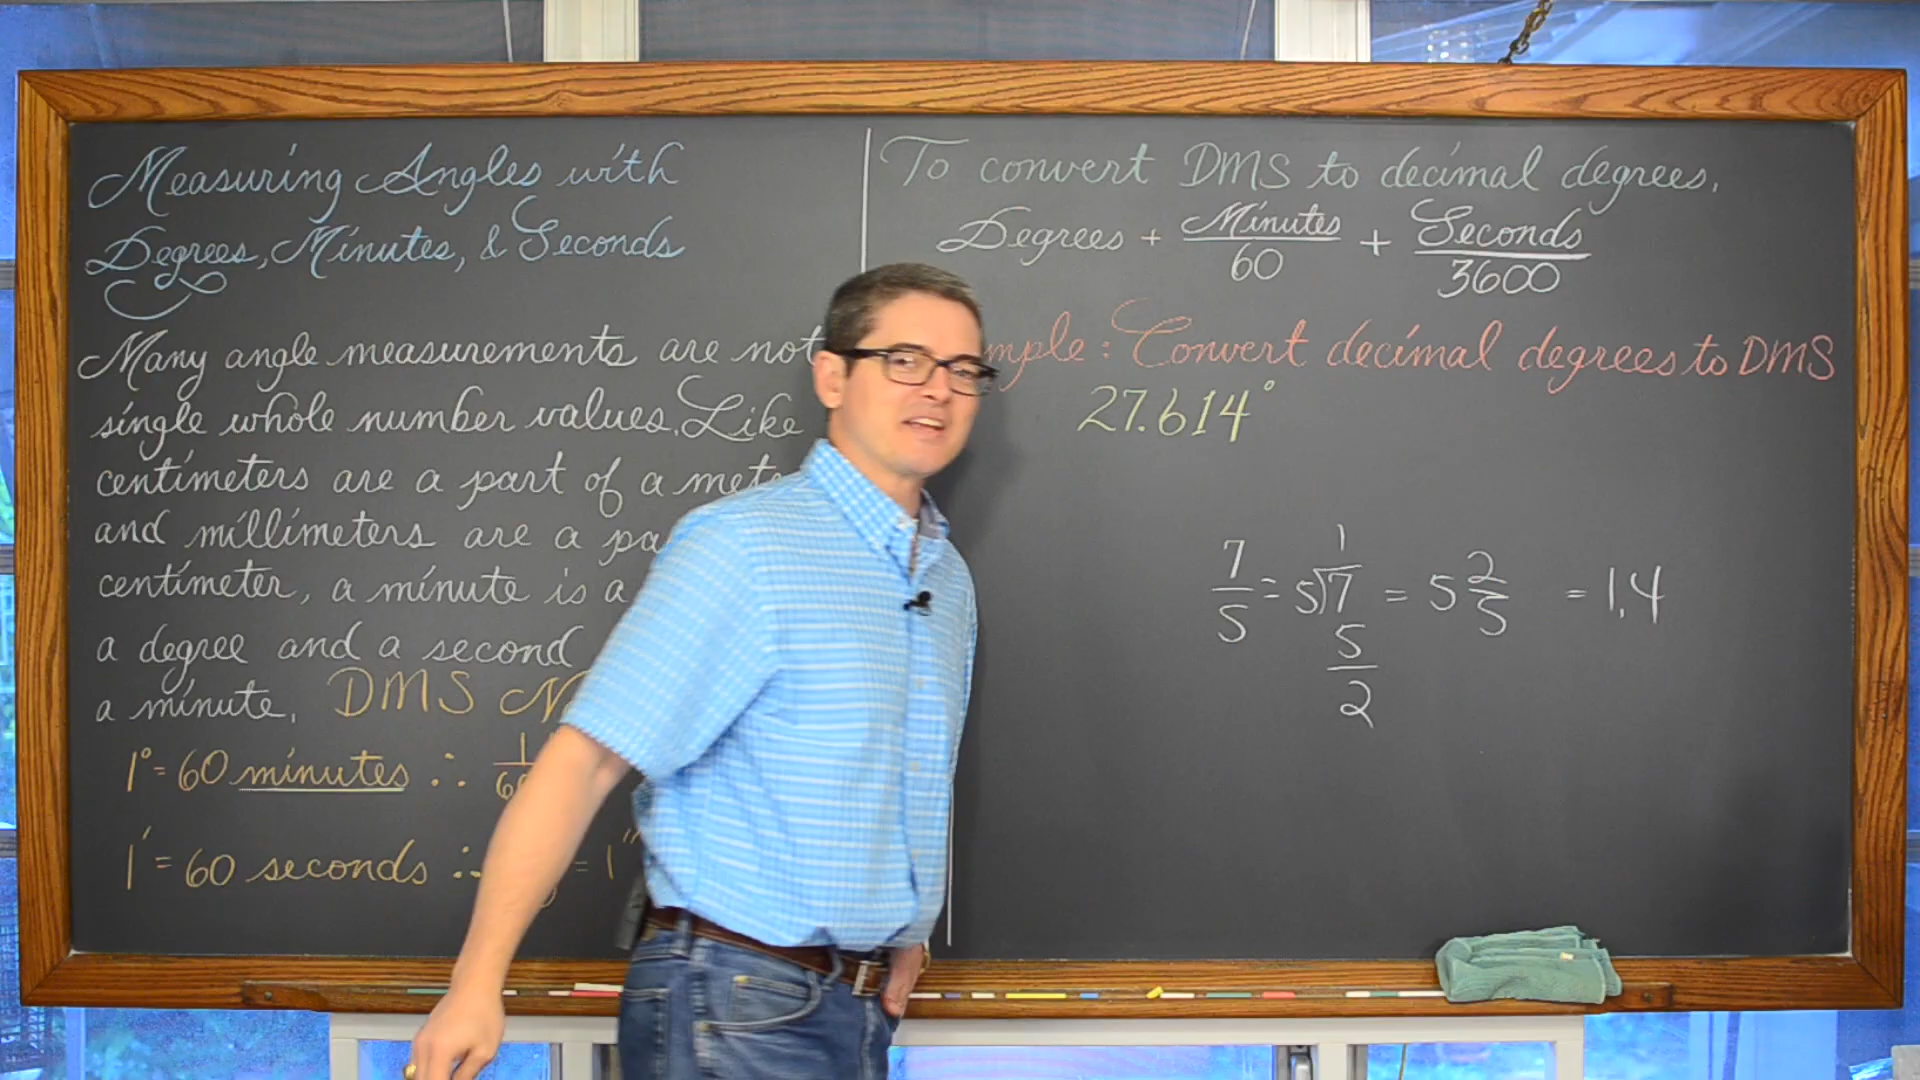 Measuring Angles with
Degrees, Minutes, & Seconds
Many angle measurements are not
single whole number values. Like
centimeters are a part of a
and millimeters are a
centimeter, a minute is a
a degree and a second
a minute. DMS
1° = 60 minutes ∴ 1/
1' = 60 seconds ∴ = 1"
To convert DMS to decimal degrees,
Degrees + Minutes/60 + Seconds/3600
: Convert decimal degrees to DMS
27.614°
7/5 = 5)7 = 5 2/5 = 1.4
1
5
2